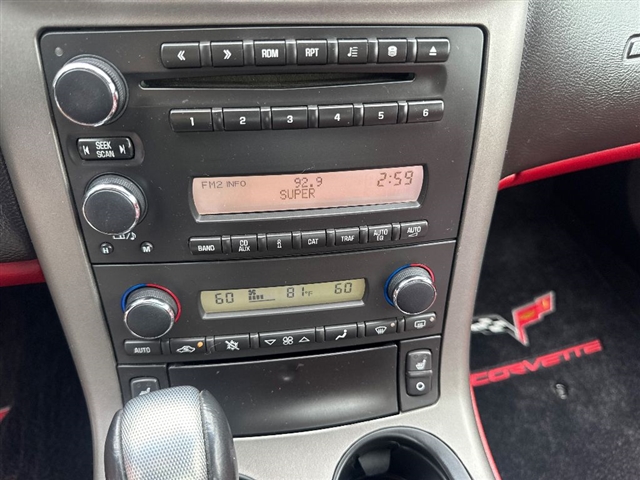 RDM RPT
1 2 3 4 5 6
SEEK
SCAN
FM2 INFO 92.9 2:59
SUPER
BAND CD AUX CAT TRAF AUTO EQ AUTO
H M
60 81°F 60
AUTO
CORVETTE